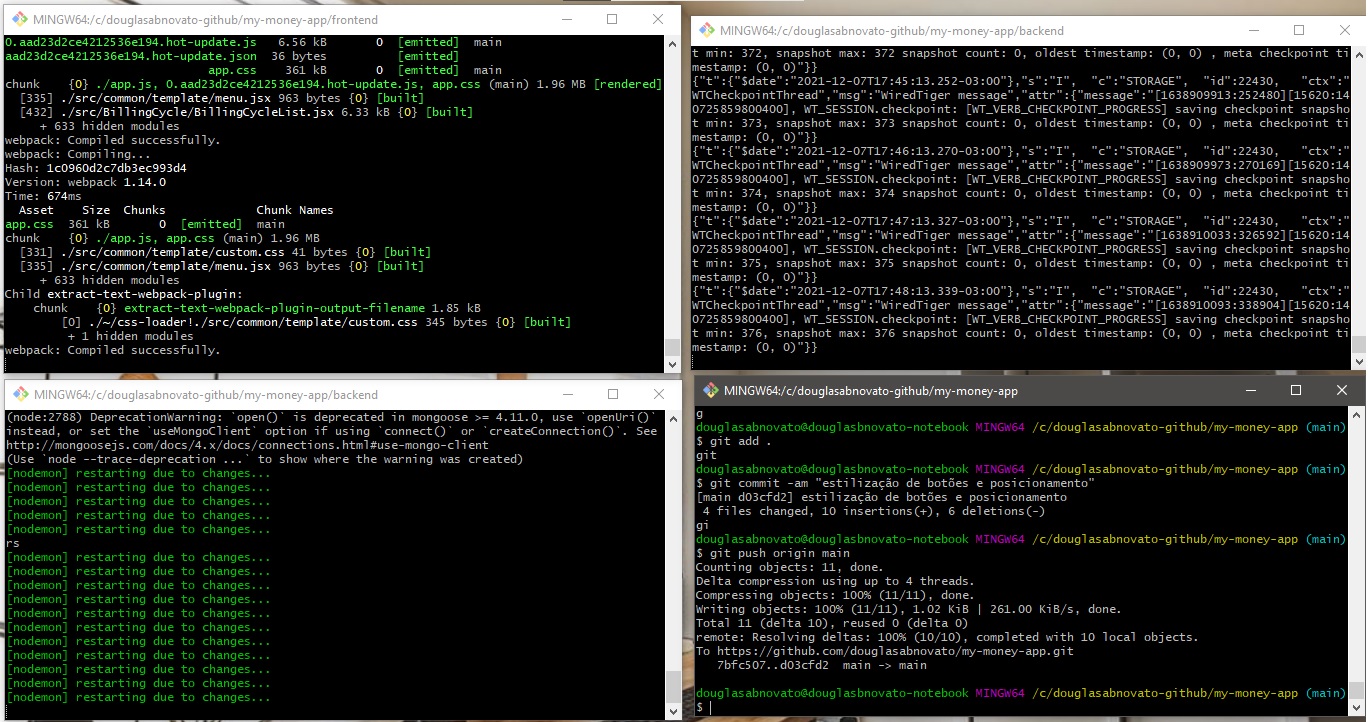 MINGW64:/c/douglasabnovato-github/my-money-app/frontend
0.aad23d2ce4212536e194.hot-update.js   6.56 kB       0  [emitted]  main
aad23d2ce4212536e194.hot-update.json  36 bytes          [emitted]
                             app.css    361 kB       0  [emitted]  main
chunk    {0} ./app.js, 0.aad23d2ce4212536e194.hot-update.js, app.css (main) 1.96 MB [rendered]
  [335] ./src/common/template/menu.jsx 963 bytes {0} [built]
  [432] ./src/BillingCycle/BillingCycleList.jsx 6.33 kB {0} [built]
     + 633 hidden modules
webpack: Compiled successfully.
webpack: Compiling...
Hash: 1c0960d2c7db3ec993d4
Version: webpack 1.14.0
Time: 674ms
  Asset    Size  Chunks             Chunk Names
app.css  361 kB       0  [emitted]  main
chunk    {0} ./app.js, app.css (main) 1.96 MB
  [331] ./src/common/template/custom.css 41 bytes {0} [built]
  [335] ./src/common/template/menu.jsx 963 bytes {0} [built]
     + 633 hidden modules
Child extract-text-webpack-plugin:
    chunk    {0} extract-text-webpack-plugin-output-filename 1.85 kB
        [0] ./~/css-loader!./src/common/template/custom.css 345 bytes {0} [built]
         + 1 hidden modules
webpack: Compiled successfully.
MINGW64:/c/douglasabnovato-github/my-money-app/backend
t min: 372, snapshot max: 372 snapshot count: 0, oldest timestamp: (0, 0) , meta checkpoint ti
mestamp: (0, 0)"}}
{"t":{"$date":"2021-12-07T17:45:13.252-03:00"},"s":"I",  "c":"STORAGE",  "id":22430,   "ctx":"
WTCheckpointThread","msg":"WiredTiger message","attr":{"message":"[1638909913:252480][15620:14
0725859800400], WT_SESSION.checkpoint: [WT_VERB_CHECKPOINT_PROGRESS] saving checkpoint snapsho
t min: 373, snapshot max: 373 snapshot count: 0, oldest timestamp: (0, 0) , meta checkpoint ti
mestamp: (0, 0)"}}
{"t":{"$date":"2021-12-07T17:46:13.270-03:00"},"s":"I",  "c":"STORAGE",  "id":22430,   "ctx":"
WTCheckpointThread","msg":"WiredTiger message","attr":{"message":"[1638909973:270169][15620:14
0725859800400], WT_SESSION.checkpoint: [WT_VERB_CHECKPOINT_PROGRESS] saving checkpoint snapsho
t min: 374, snapshot max: 374 snapshot count: 0, oldest timestamp: (0, 0) , meta checkpoint ti
mestamp: (0, 0)"}}
{"t":{"$date":"2021-12-07T17:47:13.327-03:00"},"s":"I",  "c":"STORAGE",  "id":22430,   "ctx":"
WTCheckpointThread","msg":"WiredTiger message","attr":{"message":"[1638910033:326592][15620:14
0725859800400], WT_SESSION.checkpoint: [WT_VERB_CHECKPOINT_PROGRESS] saving checkpoint snapsho
t min: 375, snapshot max: 375 snapshot count: 0, oldest timestamp: (0, 0) , meta checkpoint ti
mestamp: (0, 0)"}}
{"t":{"$date":"2021-12-07T17:48:13.339-03:00"},"s":"I",  "c":"STORAGE",  "id":22430,   "ctx":"
WTCheckpointThread","msg":"WiredTiger message","attr":{"message":"[1638910093:338904][15620:14
0725859800400], WT_SESSION.checkpoint: [WT_VERB_CHECKPOINT_PROGRESS] saving checkpoint snapsho
t min: 376, snapshot max: 376 snapshot count: 0, oldest timestamp: (0, 0) , meta checkpoint ti
mestamp: (0, 0)"}}
MINGW64:/c/douglasabnovato-github/my-money-app/backend
(node:2788) DeprecationWarning: `open()` is deprecated in mongoose >= 4.11.0, use `openUri()`
instead, or set the `useMongoClient` option if using `connect()` or `createConnection()`. See
http://mongoosejs.com/docs/4.x/docs/connections.html#use-mongo-client
(Use `node --trace-deprecation ...` to show where the warning was created)
[nodemon] restarting due to changes...
[nodemon] restarting due to changes...
[nodemon] restarting due to changes...
[nodemon] restarting due to changes...
[nodemon] restarting due to changes...
rs
[nodemon] restarting due to changes...
[nodemon] restarting due to changes...
[nodemon] restarting due to changes...
[nodemon] restarting due to changes...
[nodemon] restarting due to changes...
[nodemon] restarting due to changes...
[nodemon] restarting due to changes...
[nodemon] restarting due to changes...
[nodemon] restarting due to changes...
[nodemon] restarting due to changes...
[nodemon] restarting due to changes...
MINGW64:/c/douglasabnovato-github/my-money-app
g
douglasabnovato@douglasbnovato-notebook MINGW64 /c/douglasabnovato-github/my-money-app (main)
$ git add .
git
douglasabnovato@douglasbnovato-notebook MINGW64 /c/douglasabnovato-github/my-money-app (main)
$ git commit -am "estilização de botões e posicionamento"
[main d03cfd2] estilização de botões e posicionamento
 4 files changed, 10 insertions(+), 6 deletions(-)
gi
douglasabnovato@douglasbnovato-notebook MINGW64 /c/douglasabnovato-github/my-money-app (main)
$ git push origin main
Counting objects: 11, done.
Delta compression using up to 4 threads.
Compressing objects: 100% (11/11), done.
Writing objects: 100% (11/11), 1.02 KiB | 261.00 KiB/s, done.
Total 11 (delta 10), reused 0 (delta 0)
remote: Resolving deltas: 100% (10/10), completed with 10 local objects.
To https://github.com/douglasabnovato/my-money-app.git
   7bfc507..d03cfd2  main -> main
douglasabnovato@douglasbnovato-notebook MINGW64 /c/douglasabnovato-github/my-money-app (main)
$